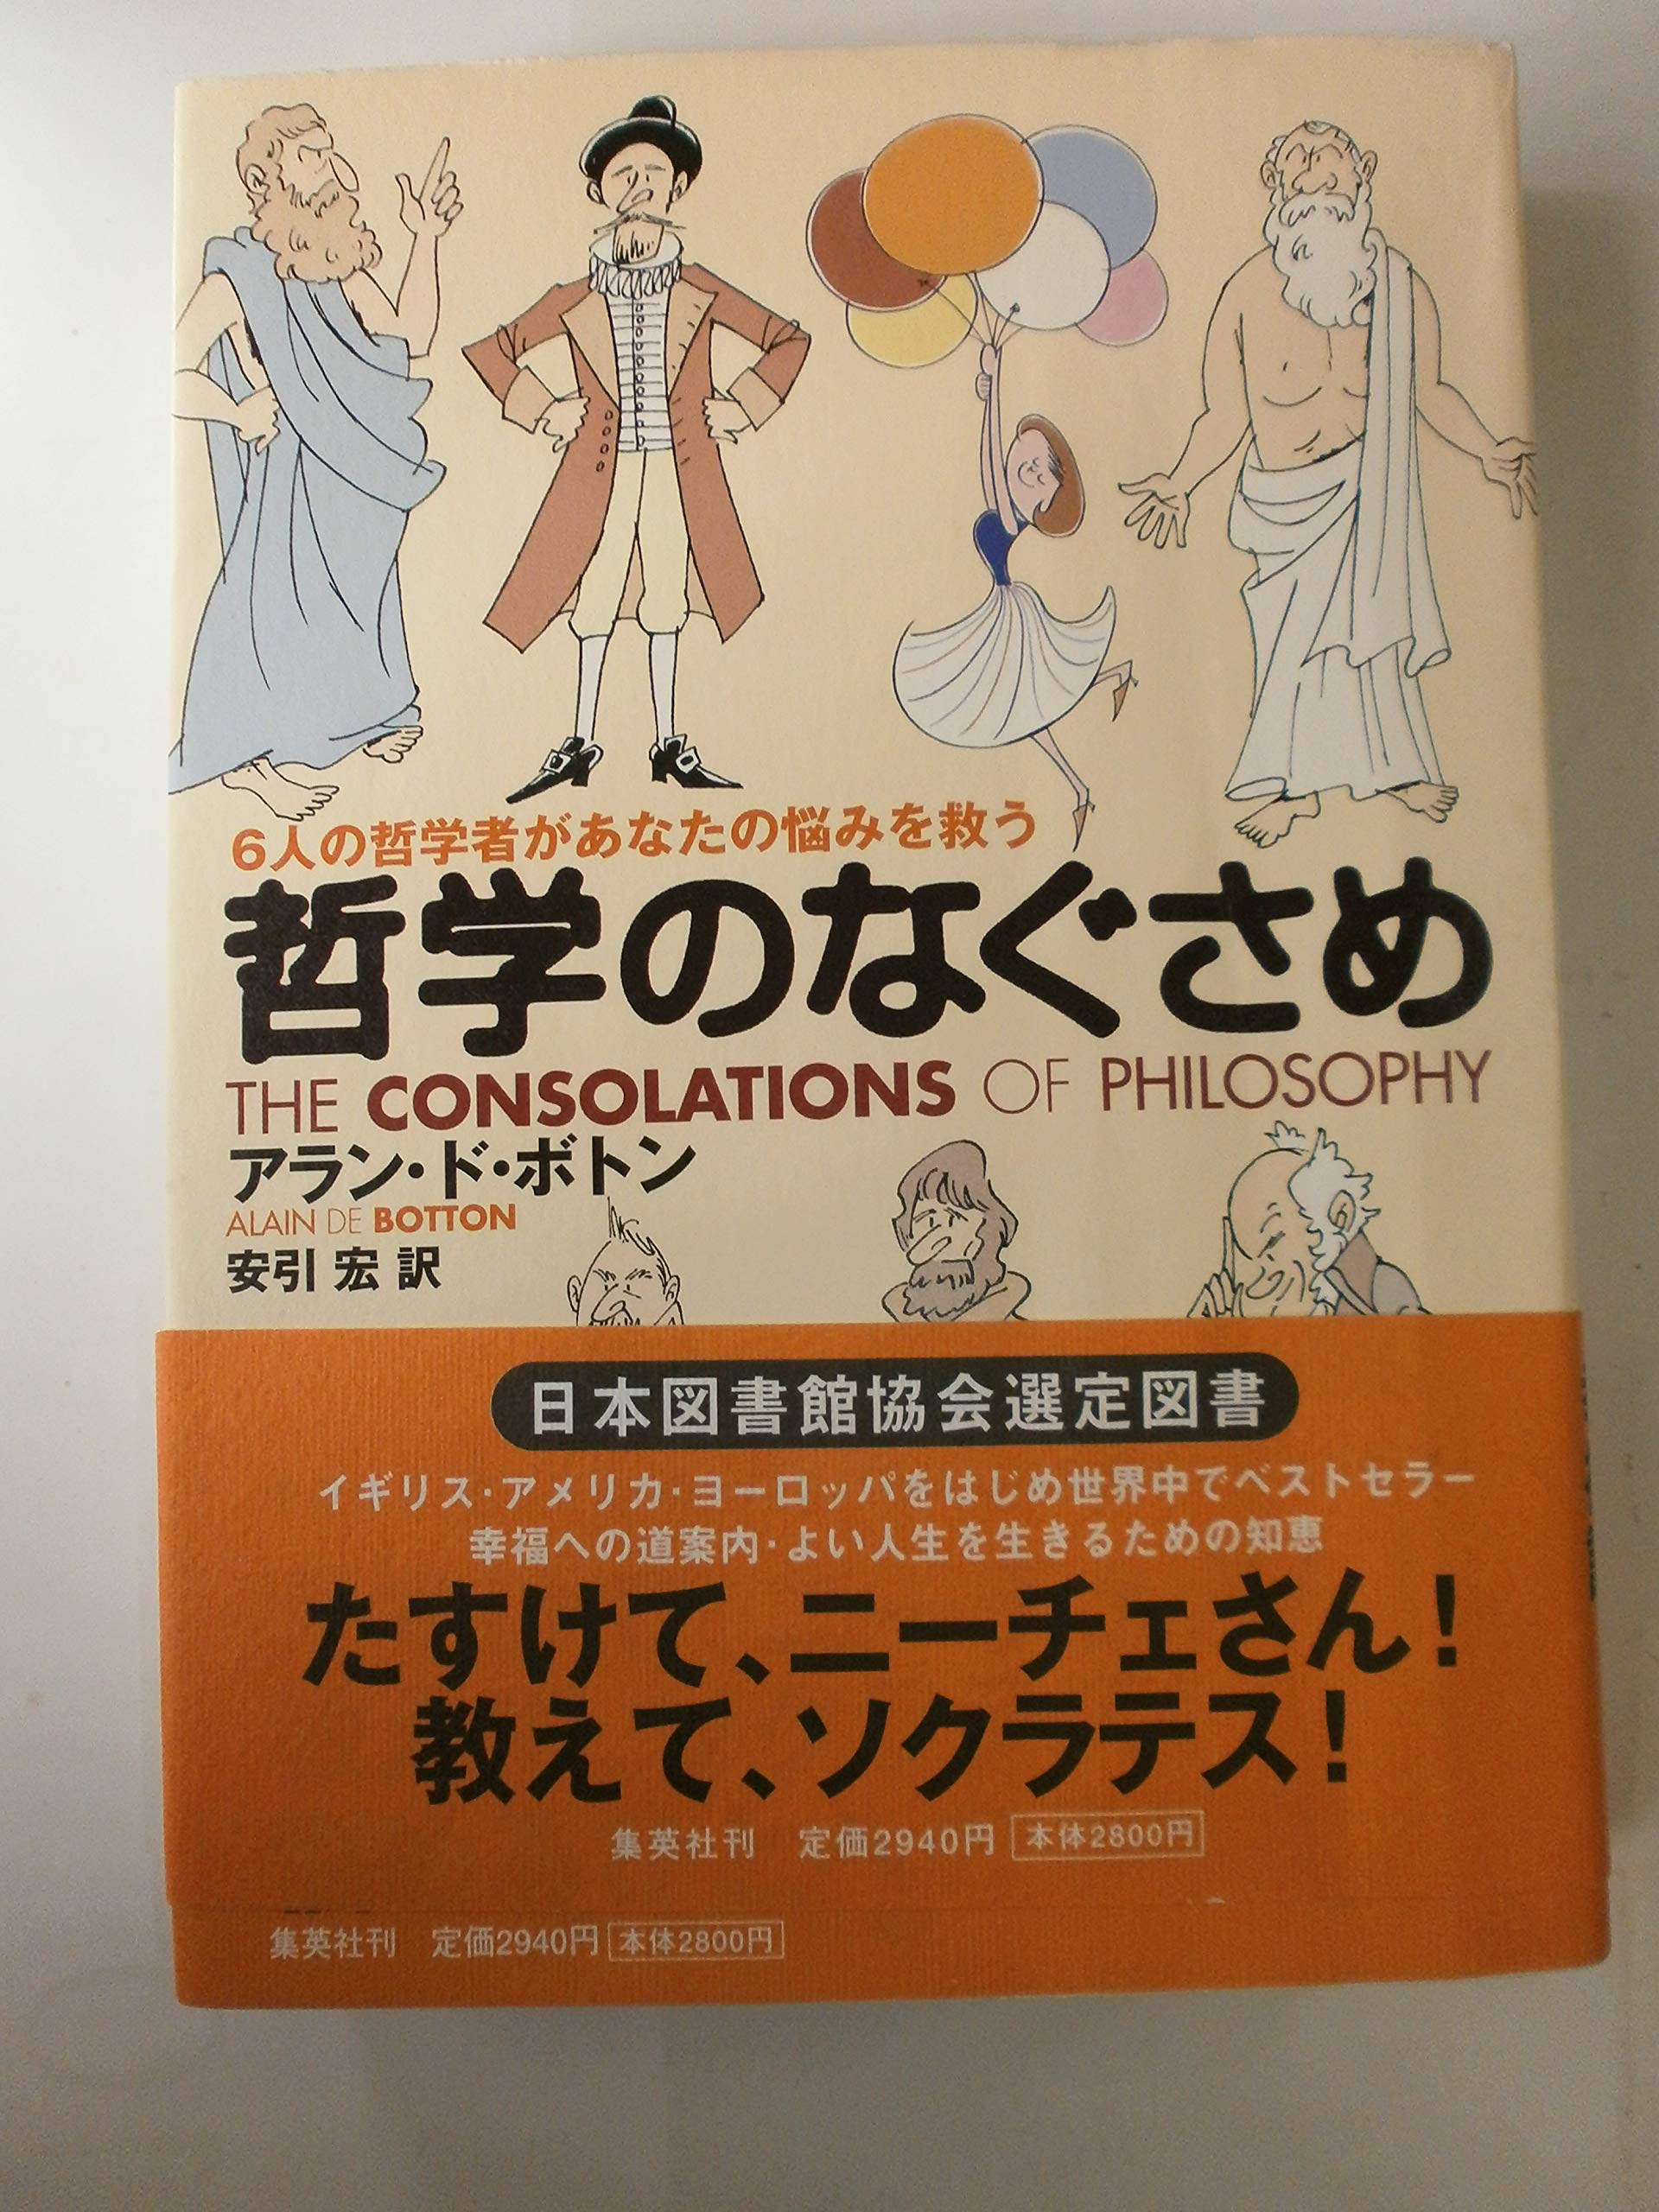 6人の哲学者があなたの悩みを救う
哲学のなぐさめ
THE CONSOLATIONS OF PHILOSOPHY
アラン・ド・ボトン
ALAIN DE BOTTON
安引 宏 訳
日本図書館協会選定図書
イギリス・アメリカ・ヨーロッパをはじめ世界中でベストセラー
幸福への道案内・よい人生を生きるための知恵
たすけて、ニーチェさん!
教えて、ソクラテス!
集英社刊 定価2940円 本体2800円
集英社刊 定価2940円 本体2800円